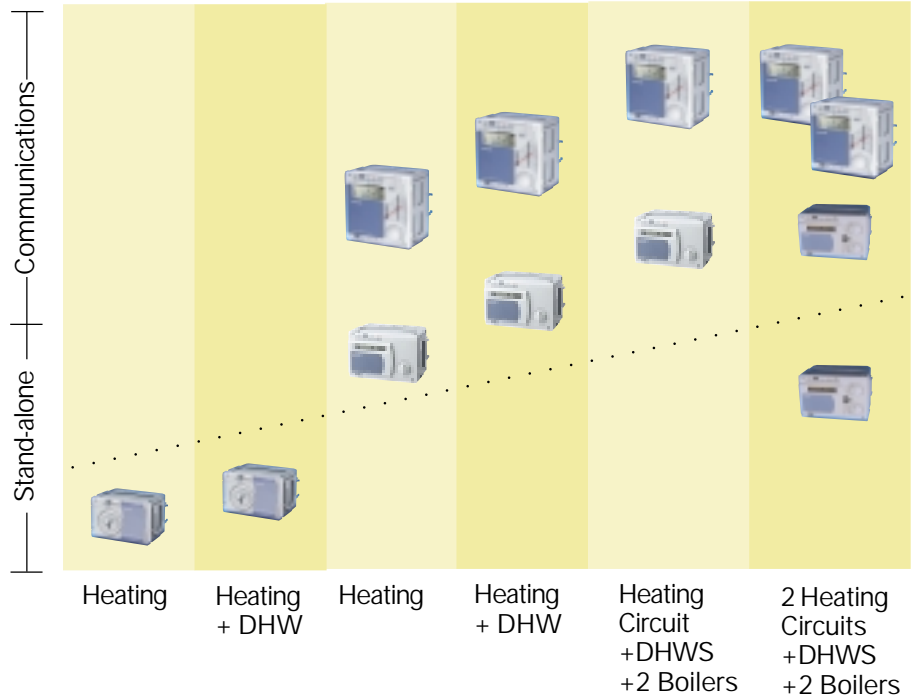 Communications
Stand-alone
Heating
Heating
+ DHW
Heating
Heating
+ DHW
Heating
Circuit
+DHWS
+2 Boilers
2 Heating
Circuits
+DHWS
+2 Boilers